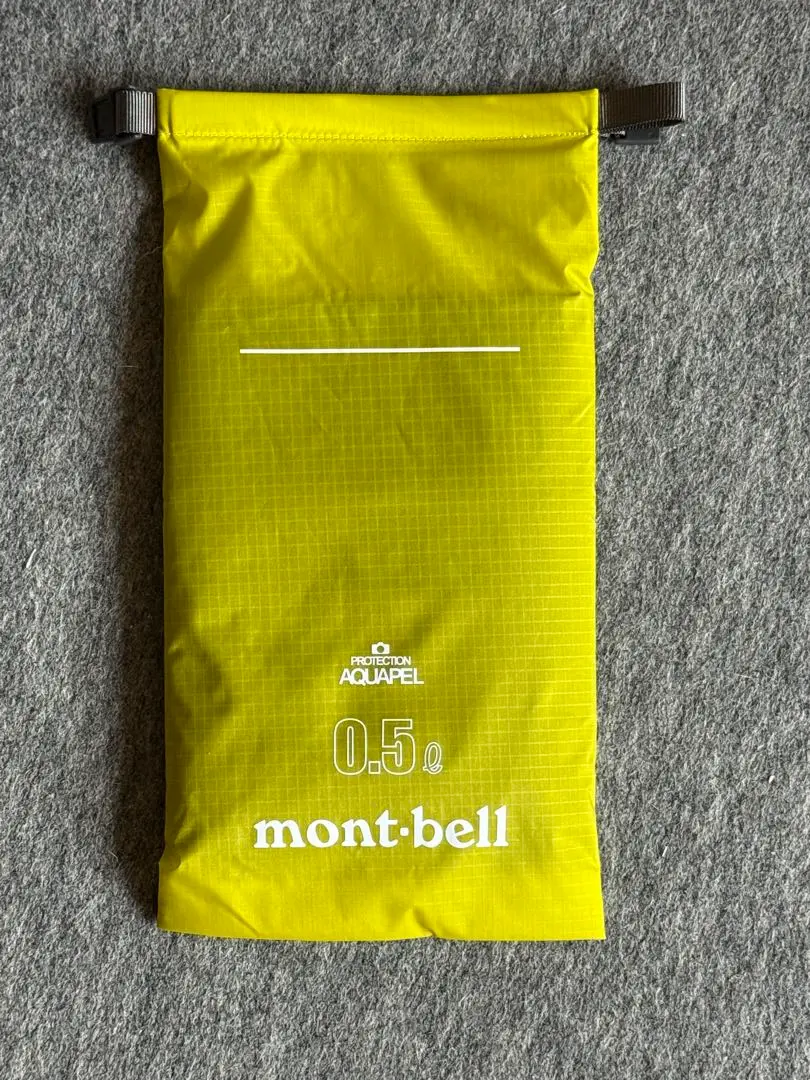 PROTECTION
AQUAPEL
0.5ℓ
mont·bell